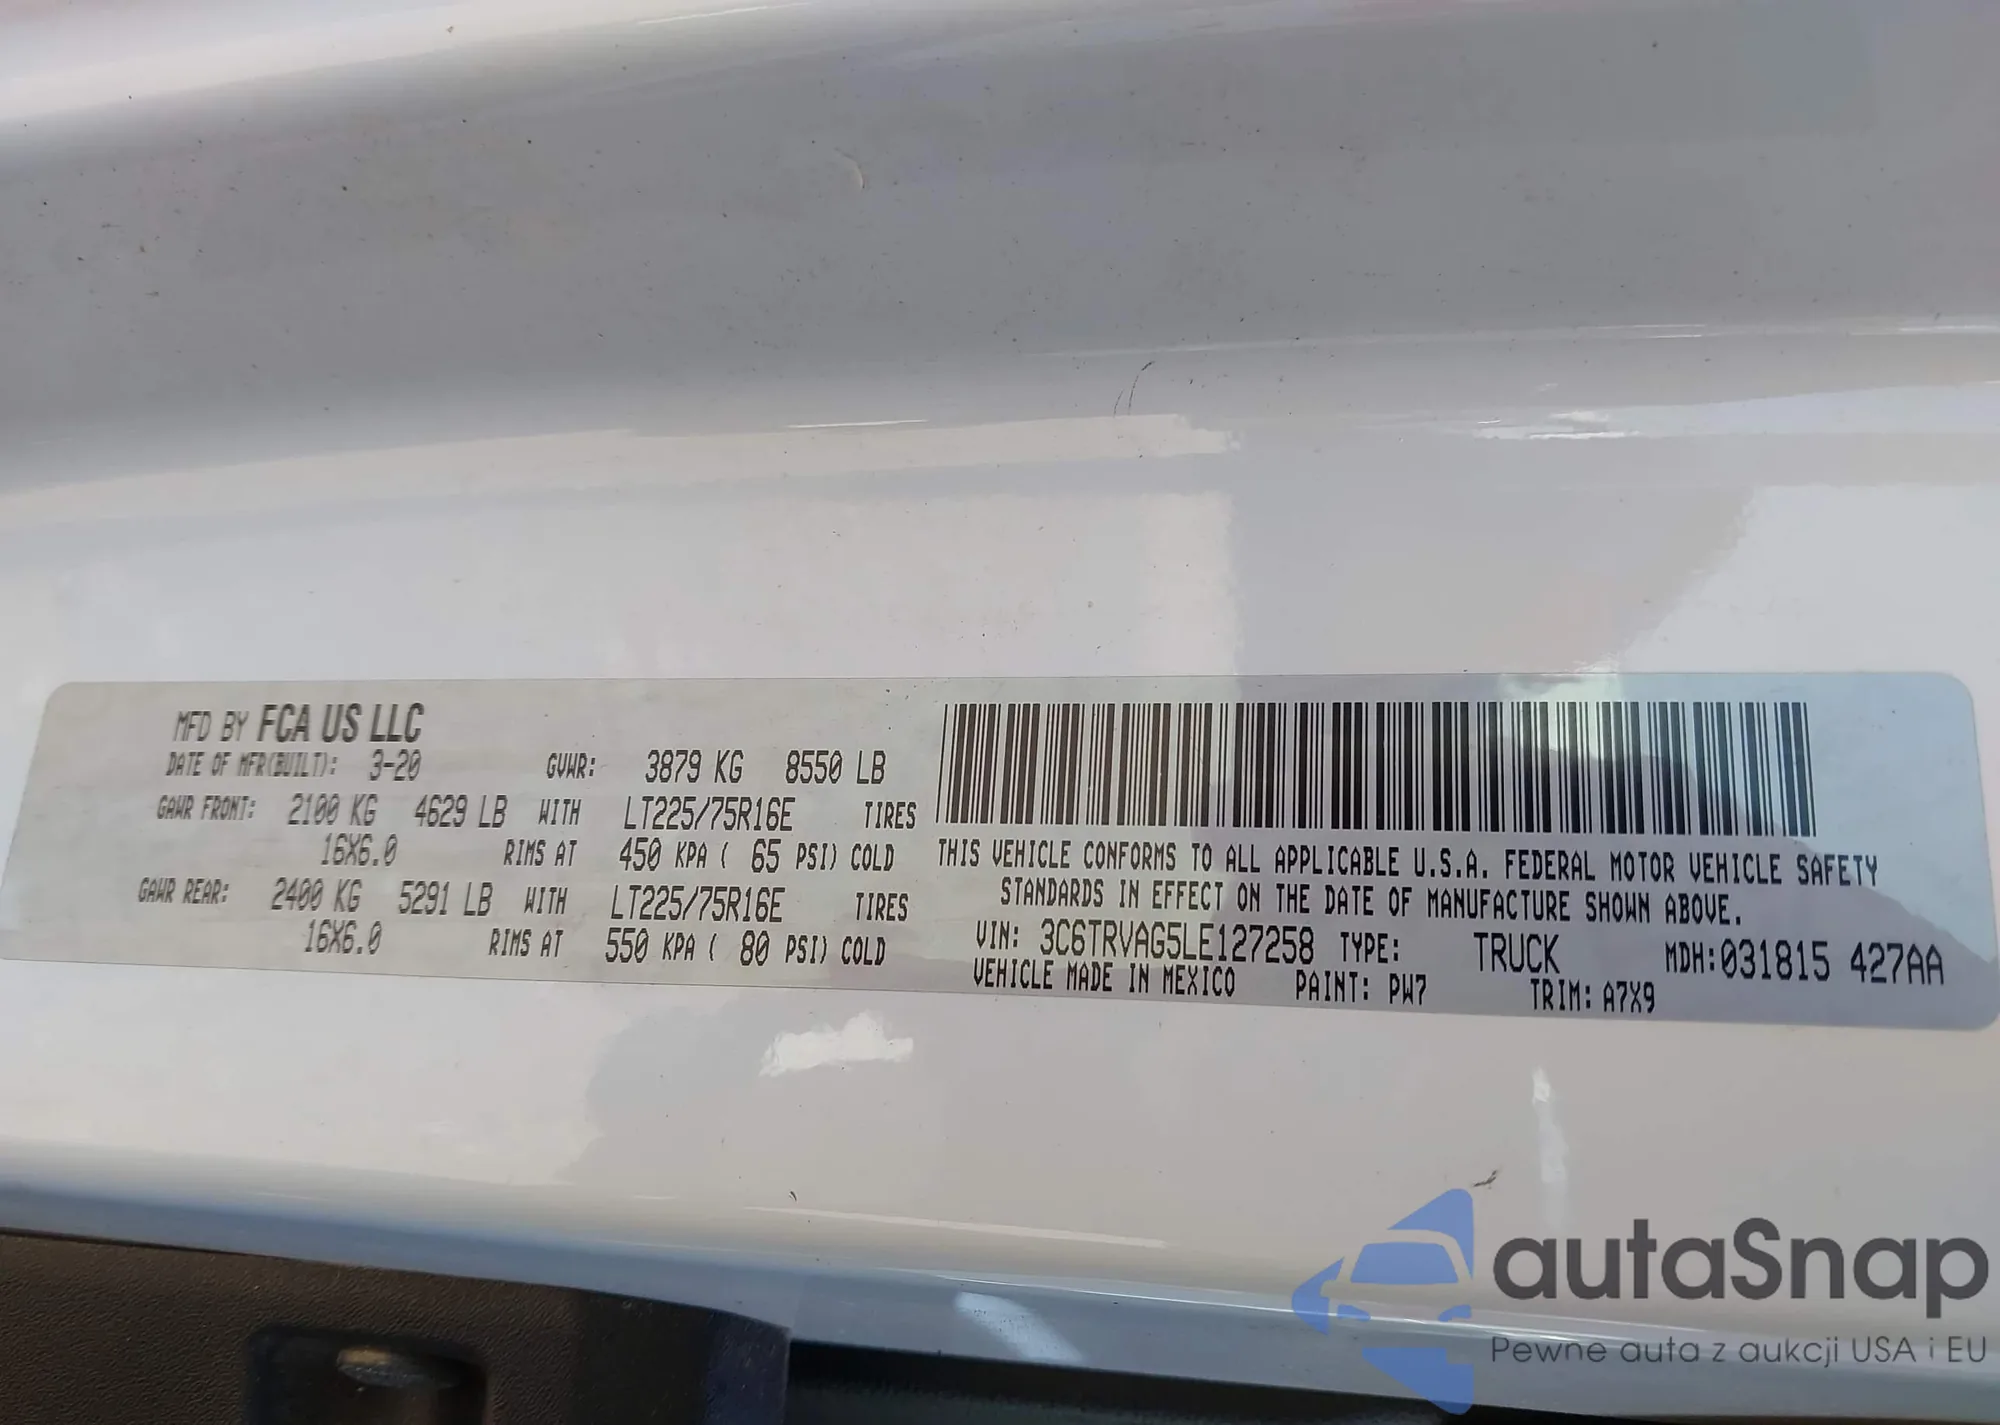 MFD BY FCA US LLC
DATE OF MFR(BUILT): 3-20 GVWR: 3879 KG 8550 LB
GAWR FRONT: 2100 KG 4629 LB WITH LT225/75R16E TIRES
16X6.0 RIMS AT 450 KPA ( 65 PSI) COLD
GAWR REAR: 2400 KG 5291 LB WITH LT225/75R16E TIRES
16X6.0 RIMS AT 550 KPA ( 80 PSI) COLD
THIS VEHICLE CONFORMS TO ALL APPLICABLE U.S.A. FEDERAL MOTOR VEHICLE SAFETY
STANDARDS IN EFFECT ON THE DATE OF MANUFACTURE SHOWN ABOVE.
VIN: 3C6TRVAG5LE127258 TYPE: TRUCK MDH:031815 427AA
VEHICLE MADE IN MEXICO PAINT: PW7 TRIM: A7X9
autaSnap
Pewne auta z aukcji USA i EU